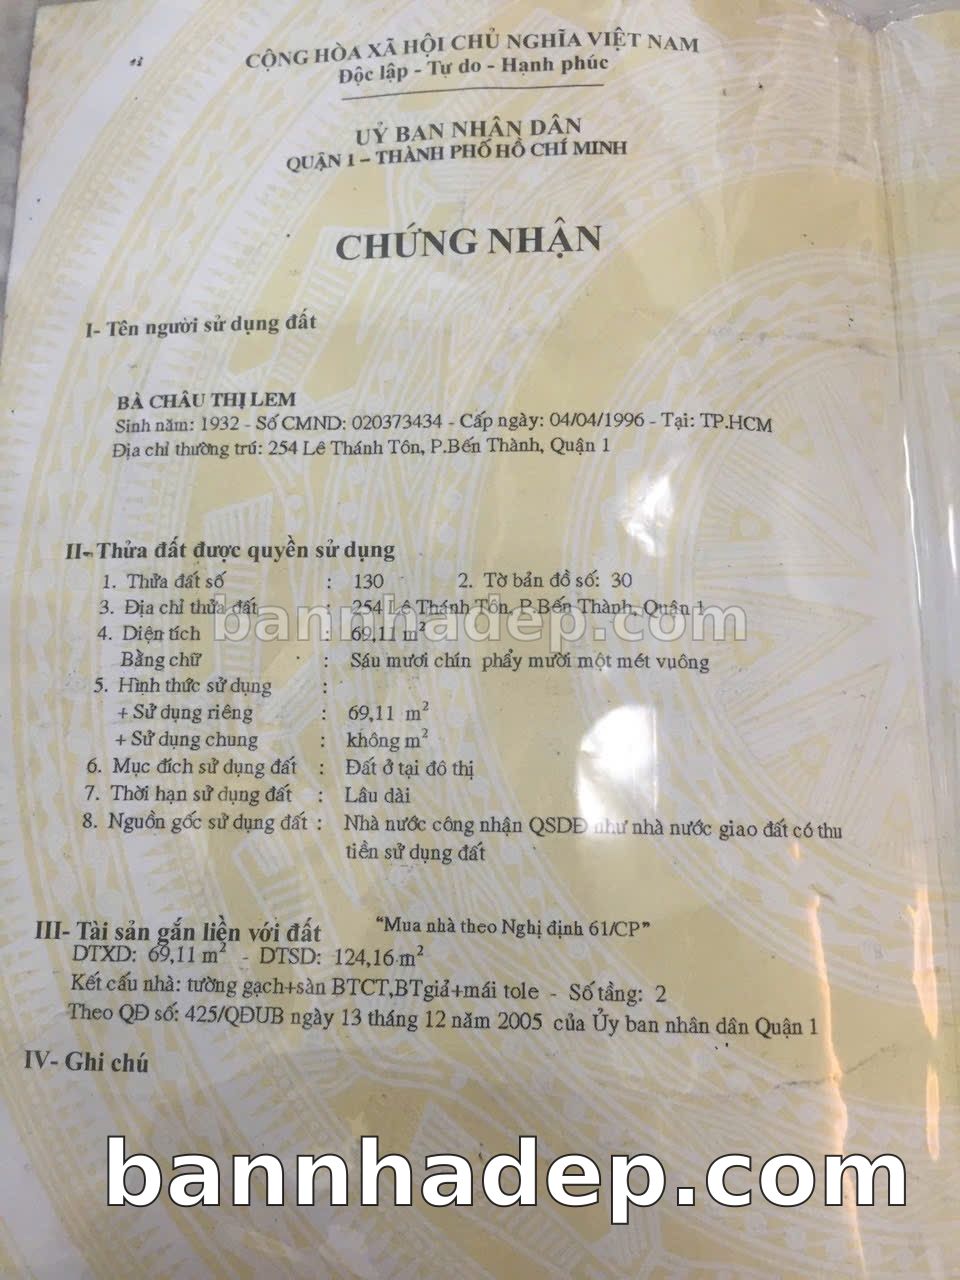 CỘNG HÒA XÃ HỘI CHỦ NGHĨA VIỆT NAM
Độc lập - Tự do - Hạnh phúc
UỶ BAN NHÂN DÂN
QUẬN 1 – THÀNH PHỐ HỒ CHÍ MINH
CHỨNG NHẬN
I- Tên người sử dụng đất
BÀ CHÂU THỊ LEM
Sinh năm: 1932 - Số CMND: 020373434 - Cấp ngày: 04/04/1996 - Tại: TP.HCM
Địa chỉ thường trú: 254 Lê Thánh Tôn, P.Bến Thành, Quận 1
II- Thửa đất được quyền sử dụng
1. Thửa đất số : 130 2. Tờ bản đồ số: 30
3. Địa chỉ thửa đất : 254 Lê Thánh Tôn, P.Bến Thành, Quận 1
bannhadep.com
4. Diện tích : 69,11 m²
Bằng chữ : Sáu mươi chín phẩy mười một mét vuông
5. Hình thức sử dụng :
+ Sử dụng riêng : 69,11 m²
+ Sử dụng chung : không m²
6. Mục đích sử dụng đất : Đất ở tại đô thị
7. Thời hạn sử dụng đất : Lâu dài
8. Nguồn gốc sử dụng đất : Nhà nước công nhận QSDĐ như nhà nước giao đất có thu
tiền sử dụng đất
III- Tài sản gắn liền với đất "Mua nhà theo Nghị định 61/CP"
DTXD: 69,11 m² - DTSD: 124,16 m²
Kết cấu nhà: tường gạch+sàn BTCT,BTgiả+mái tole - Số tầng: 2
Theo QĐ số: 425/QĐUB ngày 13 tháng 12 năm 2005 của Ủy ban nhân dân Quận 1
IV- Ghi chú
bannhadep.com